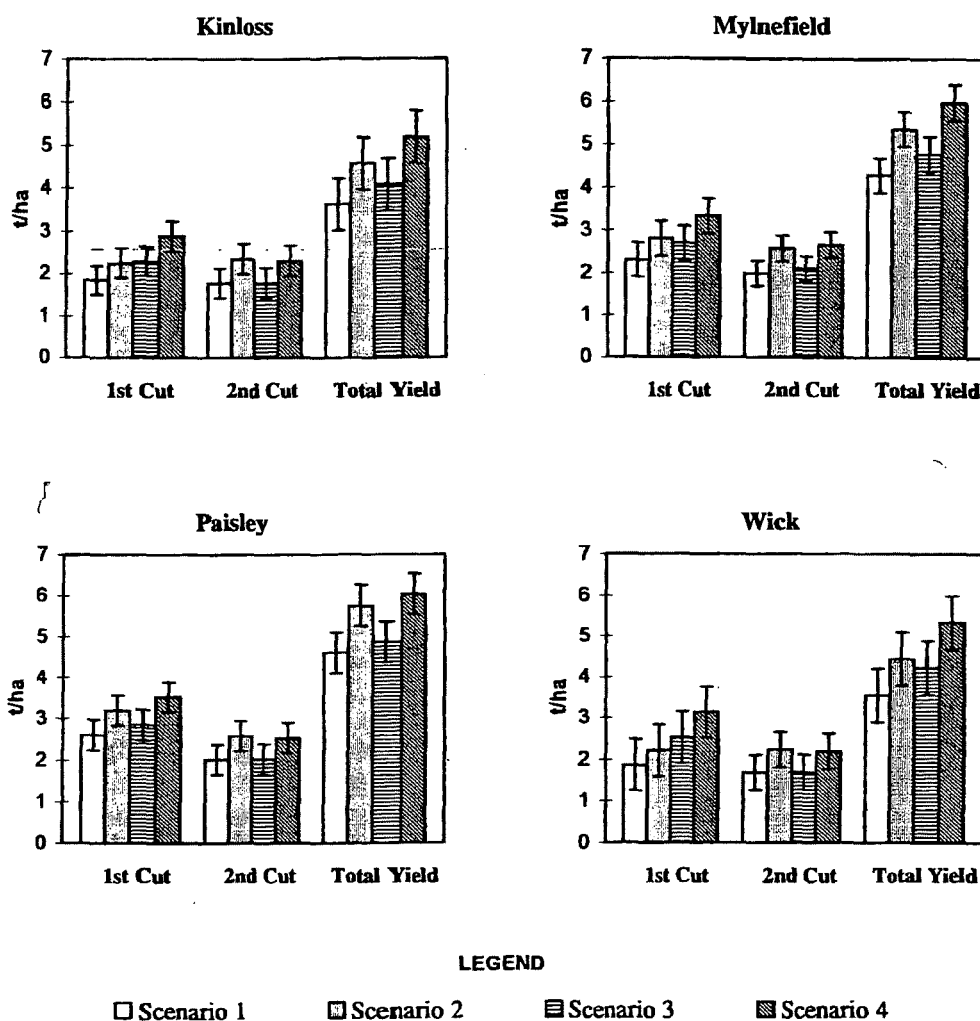 Kinloss
7
6
5
4
3
2
1
0
t/ha
1st Cut 2nd Cut Total Yield
Mylnefield
7
6
5
4
3
2
1
0
t/ha
1st Cut 2nd Cut Total Yield
Paisley
7
6
5
4
3
2
1
0
t/ha
1st Cut 2nd Cut Total Yield
Wick
7
6
5
4
3
2
1
0
t/ha
1st Cut 2nd Cut Total Yield
LEGEND
Scenario 1 Scenario 2 Scenario 3 Scenario 4